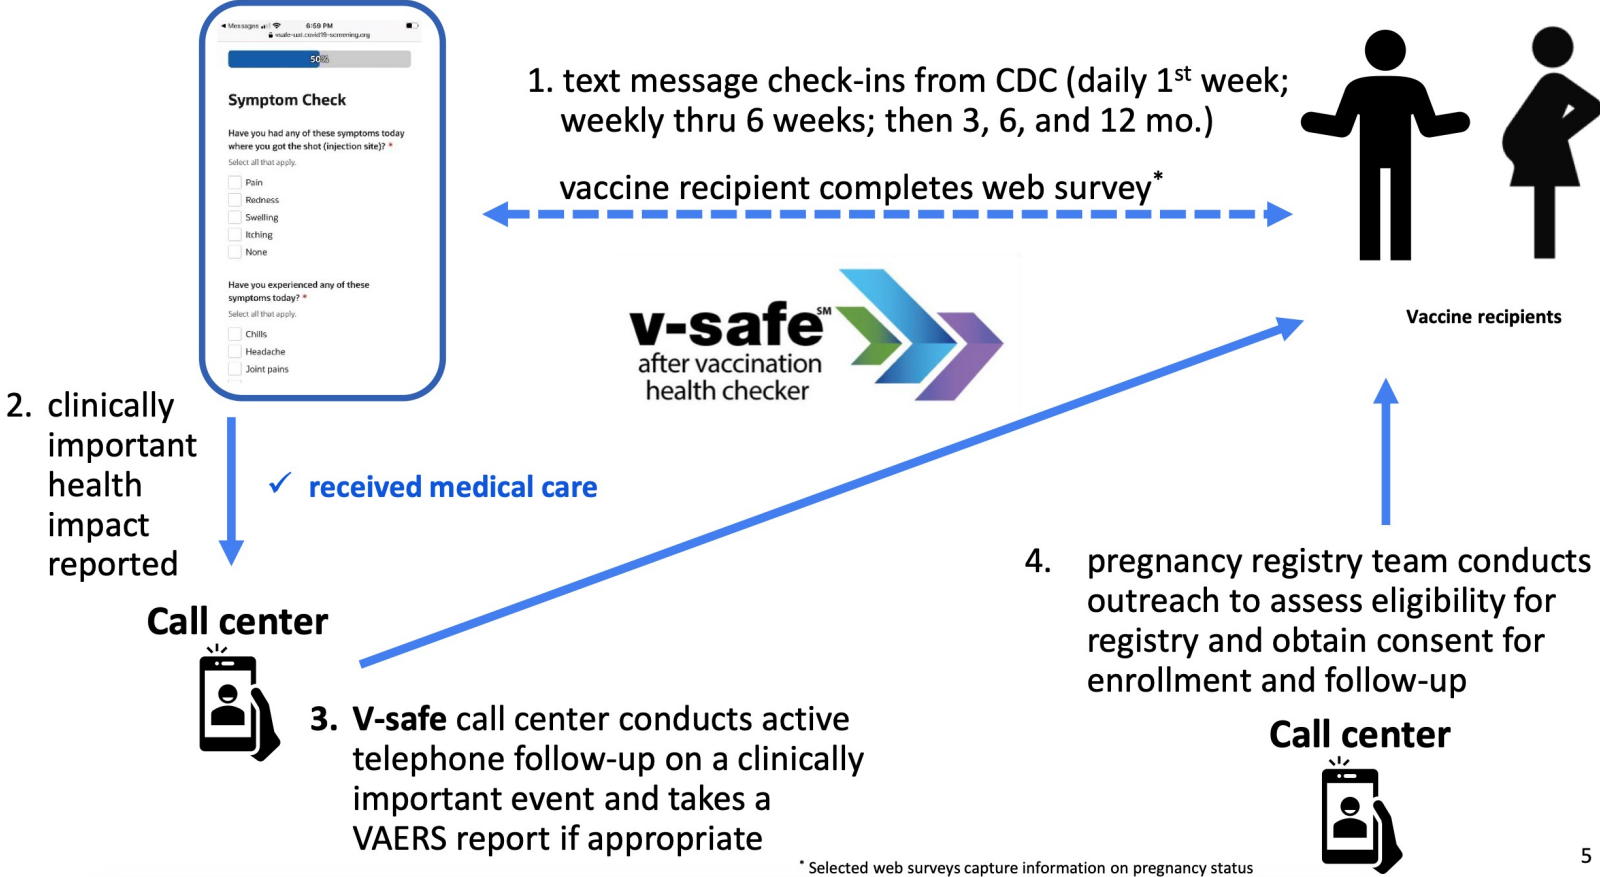 Messages
6:59 PM
vsafe-uat.covid19-screening.org
50%
Symptom Check
Have you had any of these symptoms today
where you got the shot (injection site)? *
Select all that apply.
Pain
Redness
Swelling
Itching
None
Have you experienced any of these
symptoms today? *
Select all that apply.
Chills
Headache
Joint pains
1. text message check-ins from CDC (daily 1st week;
weekly thru 6 weeks; then 3, 6, and 12 mo.)
vaccine recipient completes web survey*
v-safe℠
after vaccination
health checker
Vaccine recipients
2. clinically
important
health
impact
reported
✓ received medical care
Call center
3. V-safe call center conducts active
telephone follow-up on a clinically
important event and takes a
VAERS report if appropriate
4. pregnancy registry team conducts
outreach to assess eligibility for
registry and obtain consent for
enrollment and follow-up
Call center
* Selected web surveys capture information on pregnancy status
5